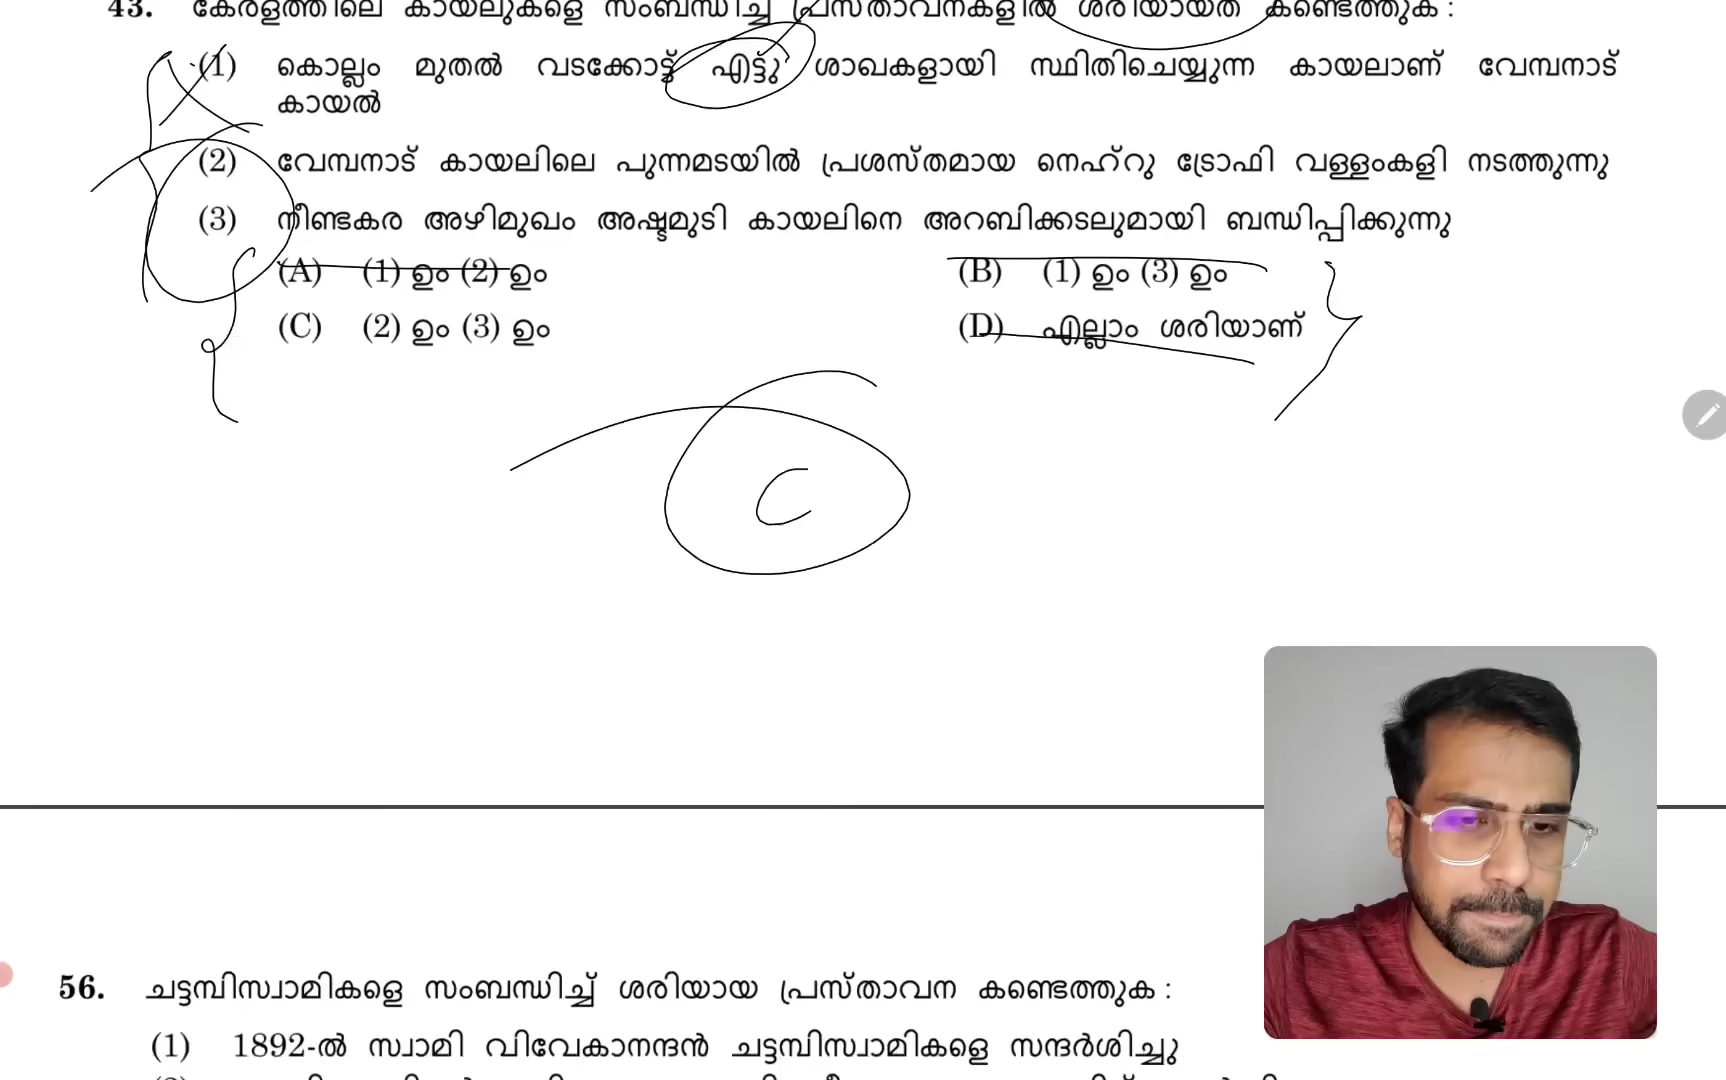 43. കേരളത്തിലെ കായലുകളെ സംബന്ധിച്ച് പ്രസ്താവനകളിൽ ശരിയായത് കണ്ടെത്തുക :
(1) കൊല്ലം മുതൽ വടക്കോട്ട് എട്ടു ശാഖകളായി സ്ഥിതിചെയ്യുന്ന കായലാണ് വേമ്പനാട്
കായൽ
(2) വേമ്പനാട് കായലിലെ പുന്നമടയിൽ പ്രശസ്തമായ നെഹ്റു ട്രോഫി വള്ളംകളി നടത്തുന്നു
(3) നീണ്ടകര അഴിമുഖം അഷ്ടമുടി കായലിനെ അറബിക്കടലുമായി ബന്ധിപ്പിക്കുന്നു
(A) (1) ഉം (2) ഉം (B) (1) ഉം (3) ഉം
(C) (2) ഉം (3) ഉം (D) എല്ലാം ശരിയാണ്
C
56. ചട്ടമ്പിസ്വാമികളെ സംബന്ധിച്ച് ശരിയായ പ്രസ്താവന കണ്ടെത്തുക :
(1) 1892-ൽ സ്വാമി വിവേകാനന്ദൻ ചട്ടമ്പിസ്വാമികളെ സന്ദർശിച്ചു